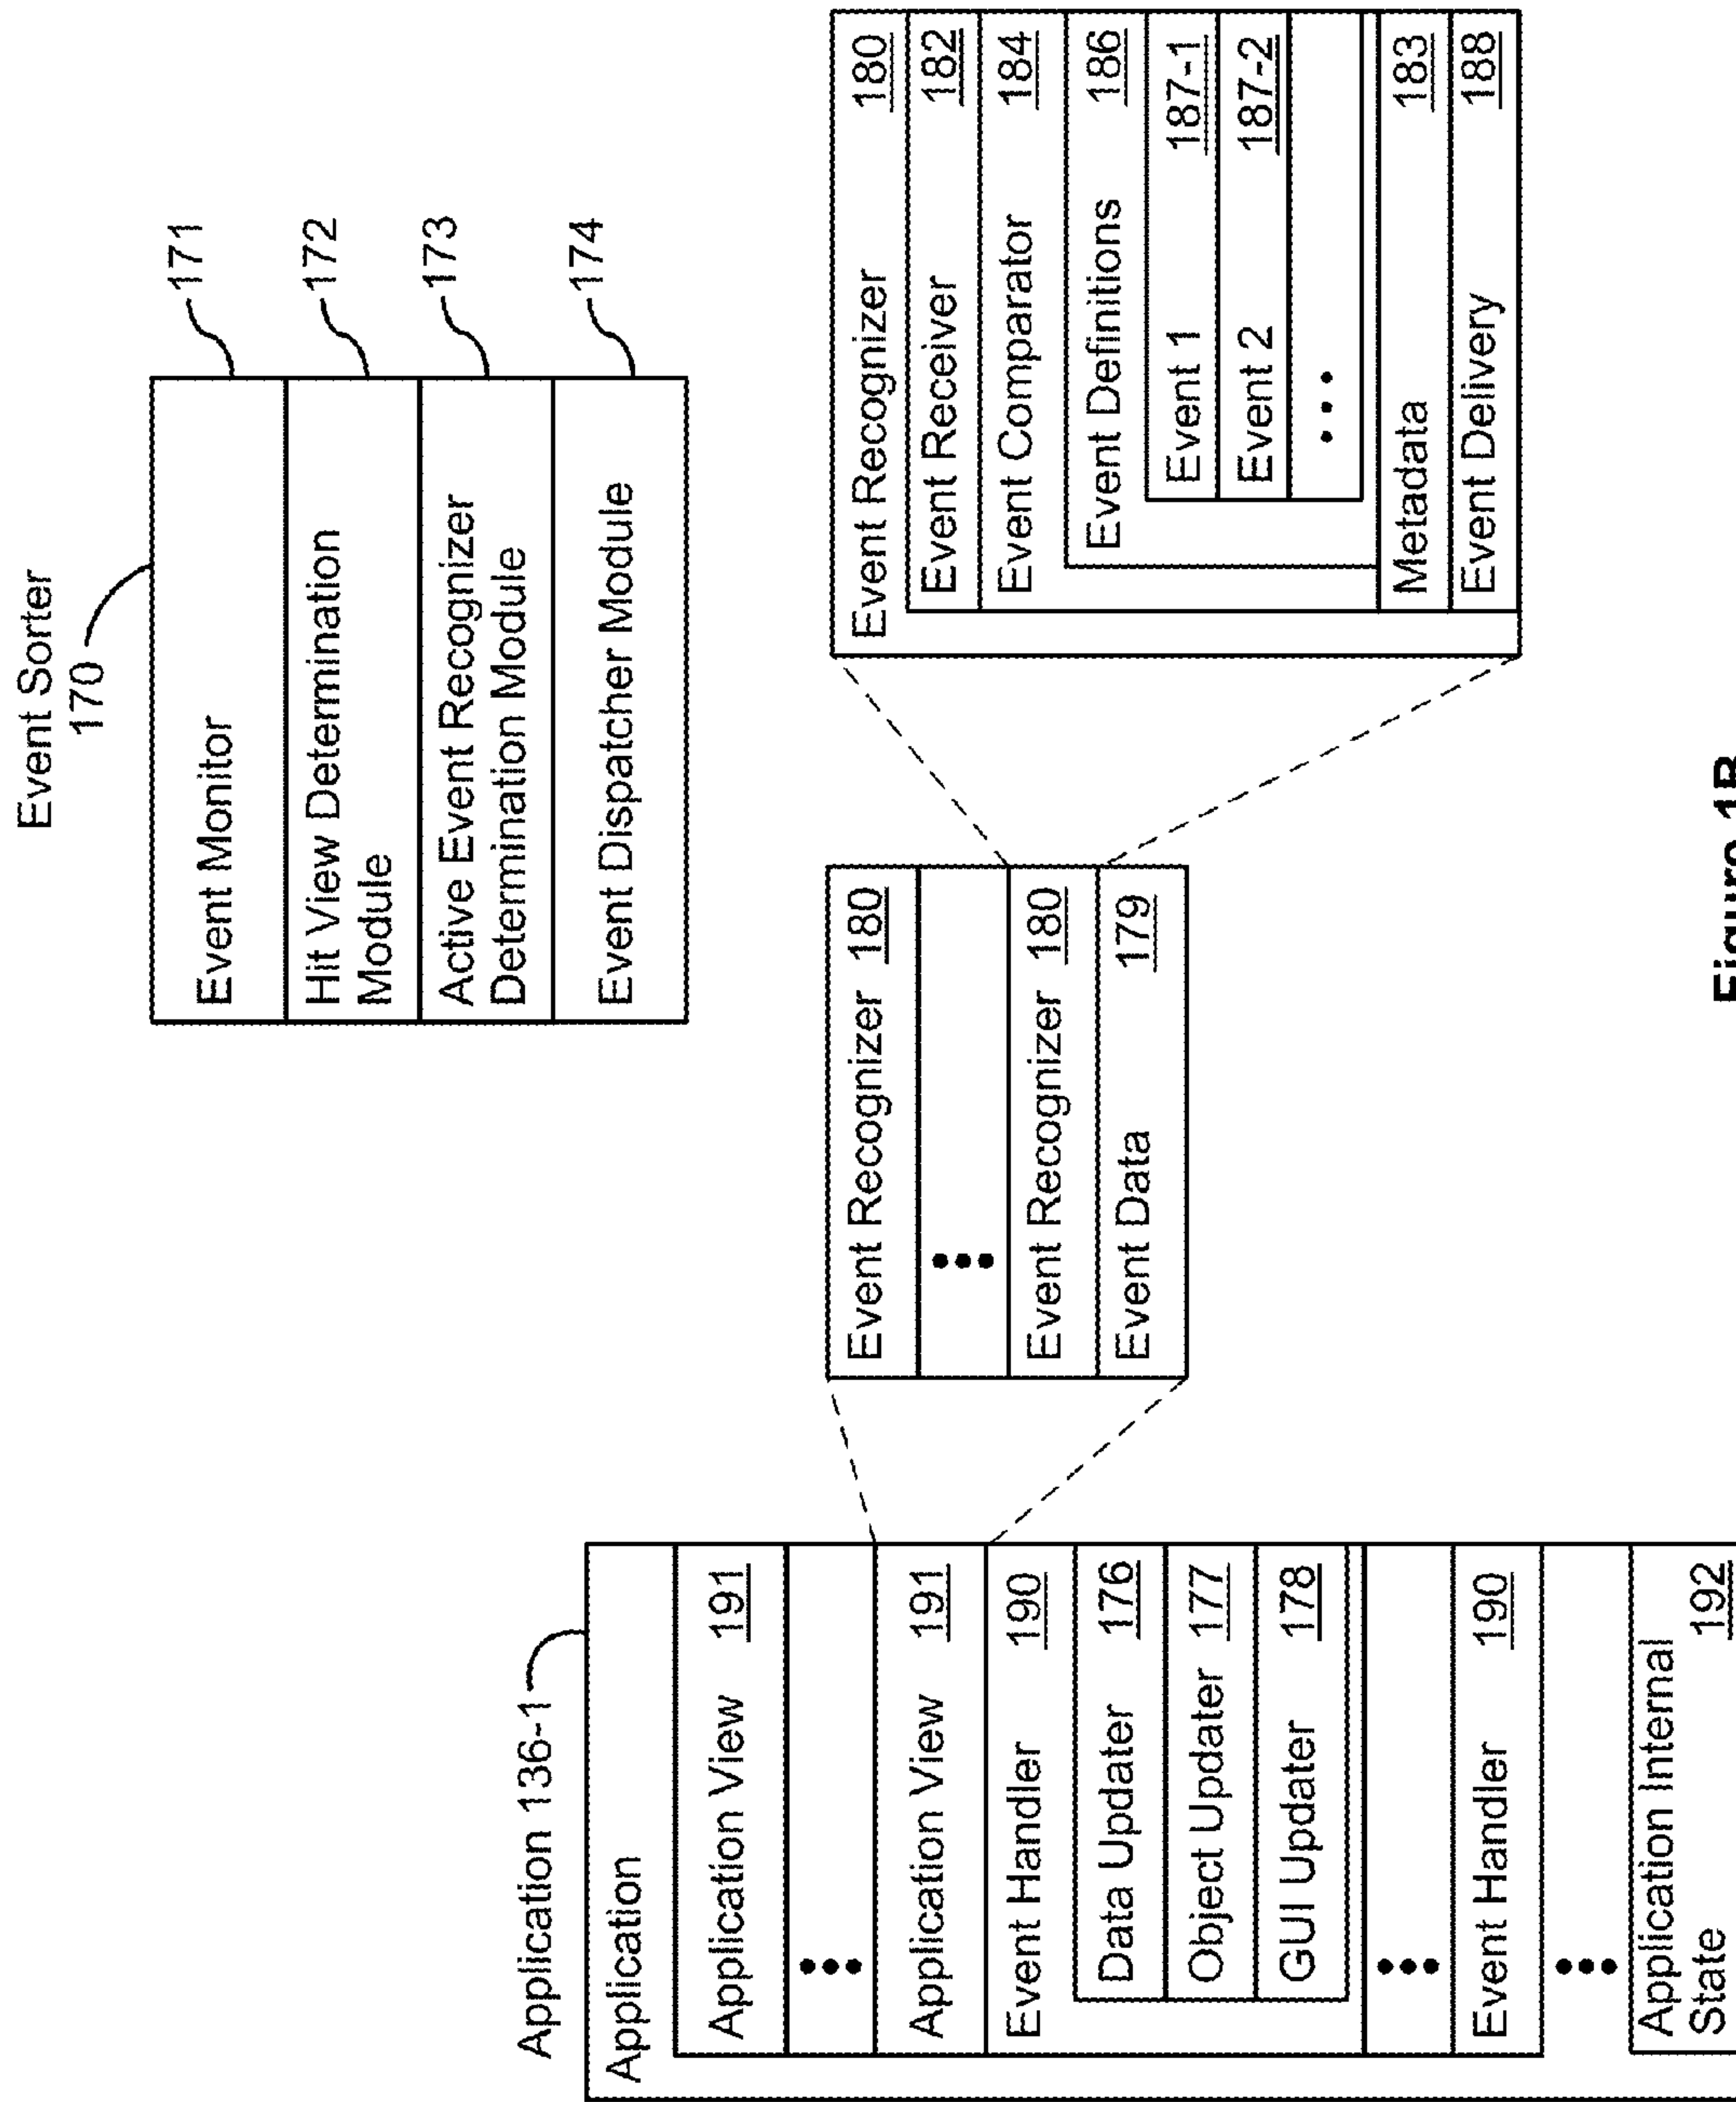 Event Sorter
170
Event Monitor
171
Hit View Determination
Module
172
Active Event Recognizer
Determination Module
173
Event Dispatcher Module
174
Application 136-1
Application
Application View 191
•••
Application View 191
Event Handler 190
Data Updater 176
Object Updater 177
GUI Updater 178
•••
Event Handler 190
•••
Application Internal
State 192
Event Recognizer 180
•••
Event Recognizer 180
Event Data 179
Event Recognizer 180
Event Receiver 182
Event Comparator 184
Event Definitions 186
Event 1 187-1
Event 2 187-2
•••
Metadata 183
Event Delivery 188
Figure 1B